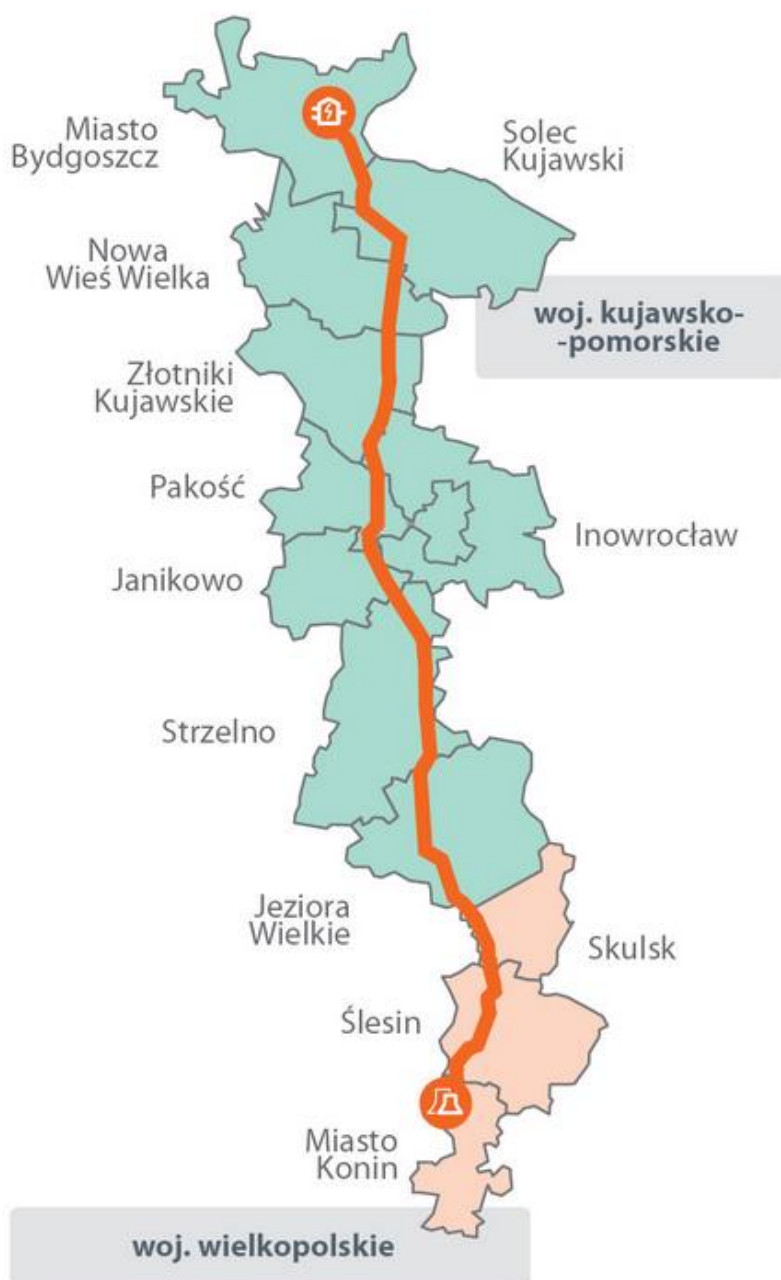 Miasto
Bydgoszcz
Solec
Kujawski
Nowa
Wieś Wielka
woj. kujawsko-
-pomorskie
Złotniki
Kujawskie
Pakość
Inowrocław
Janikowo
Strzelno
Jeziora
Wielkie
Skulsk
Ślesin
Miasto
Konin
woj. wielkopolskie